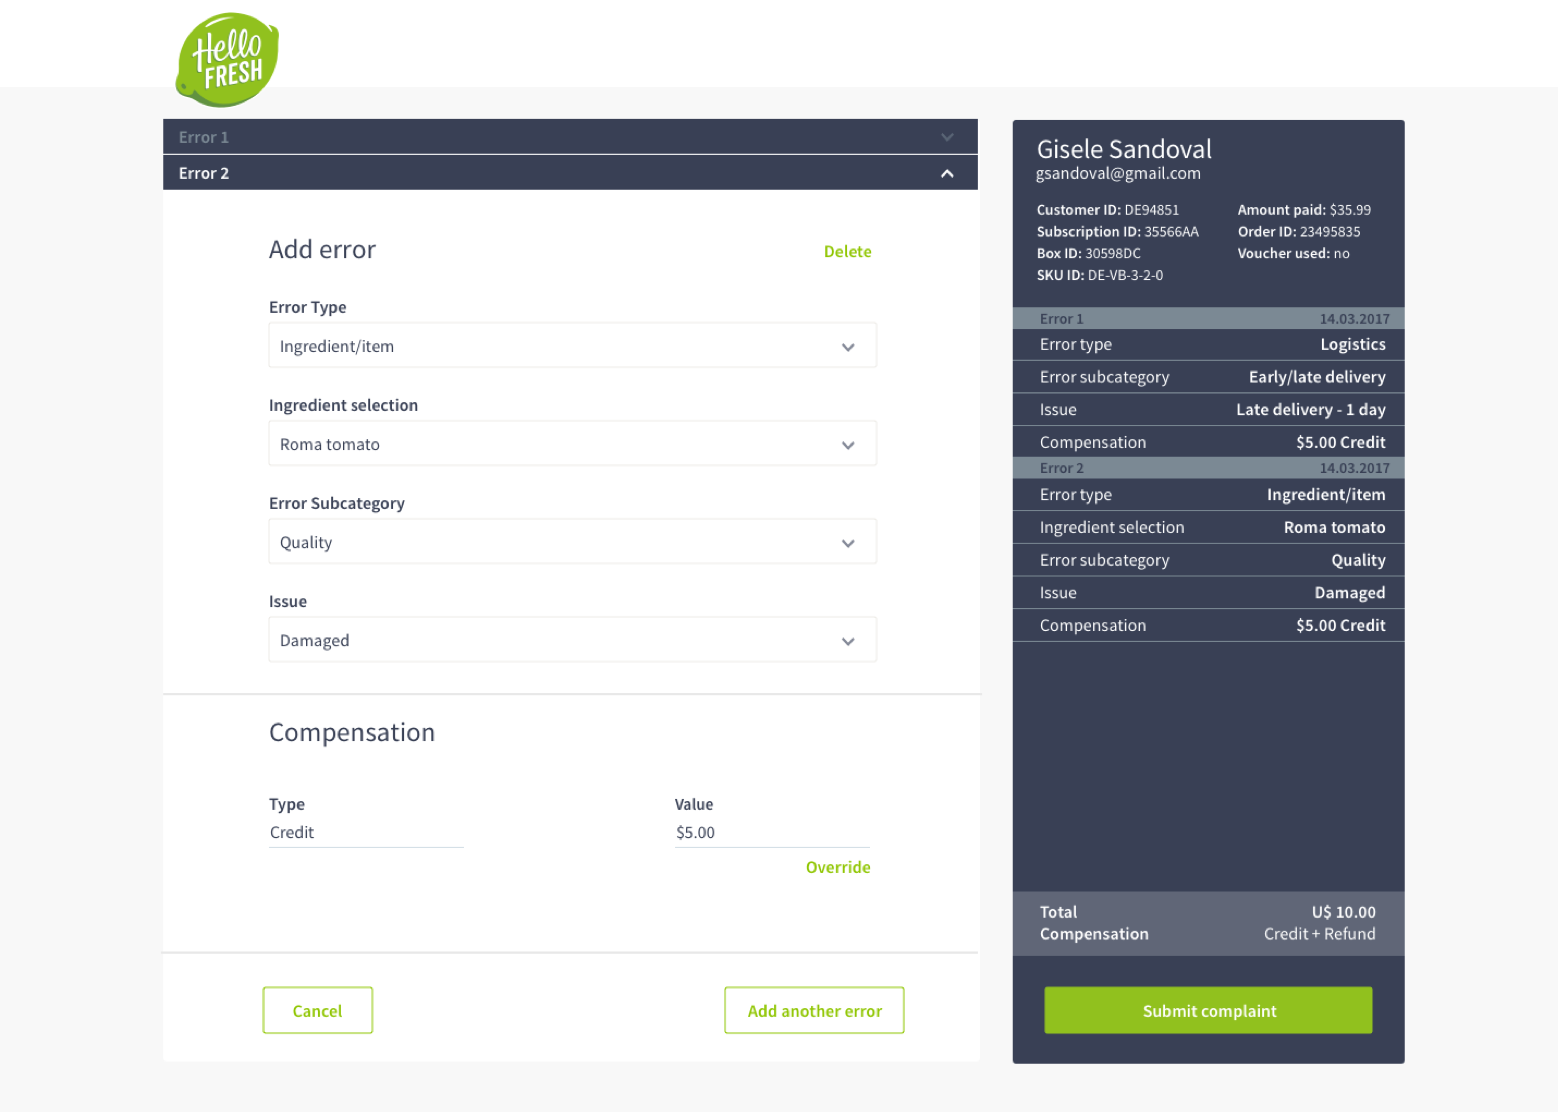 Hello
FRESH
Error 1
Error 2
Add error
Delete
Error Type
Ingredient/item
Ingredient selection
Roma tomato
Error Subcategory
Quality
Issue
Damaged
Compensation
Type
Value
Credit
$5.00
Override
Cancel
Add another error
Gisele Sandoval
gsandoval@gmail.com
Customer ID: DE94851
Amount paid: $35.99
Subscription ID: 35566AA
Order ID: 23495835
Box ID: 30598DC
Voucher used: no
SKU ID: DE-VB-3-2-0
Error 1 14.03.2017
Error type Logistics
Error subcategory Early/late delivery
Issue Late delivery - 1 day
Compensation $5.00 Credit
Error 2 14.03.2017
Error type Ingredient/item
Ingredient selection Roma tomato
Error subcategory Quality
Issue Damaged
Compensation $5.00 Credit
Total U$ 10.00
Compensation Credit + Refund
Submit complaint